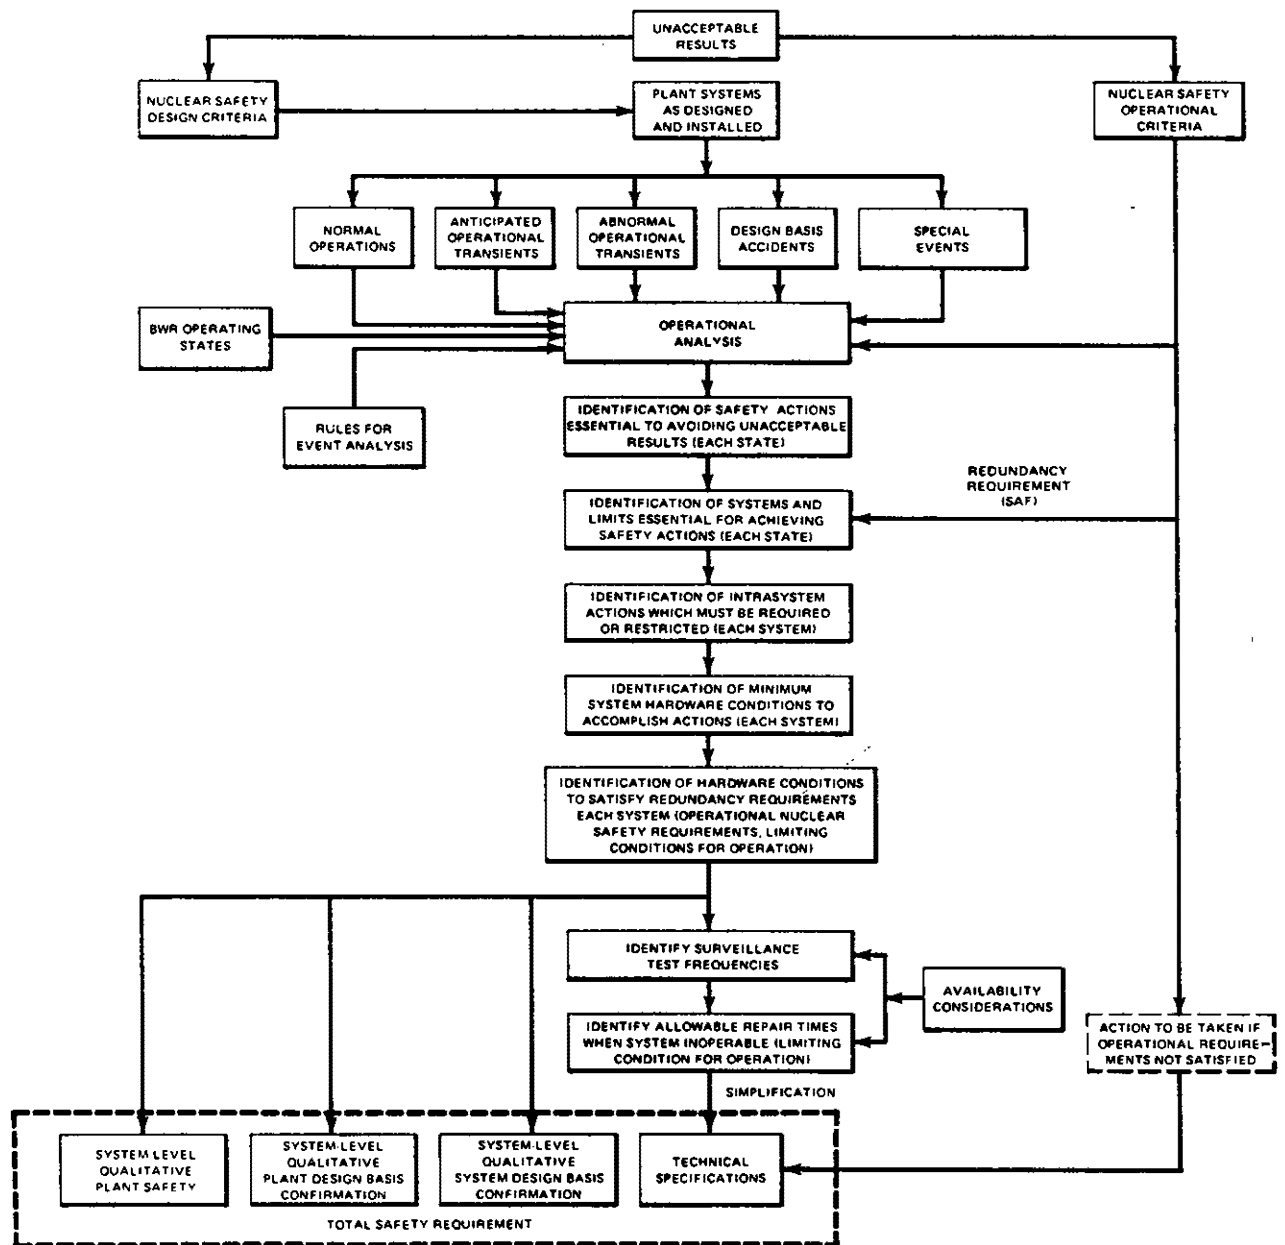 UNACCEPTABLE
RESULTS
NUCLEAR SAFETY
DESIGN CRITERIA
PLANT SYSTEMS
AS DESIGNED
AND INSTALLED
NUCLEAR SAFETY
OPERATIONAL
CRITERIA
NORMAL
OPERATIONS
ANTICIPATED
OPERATIONAL
TRANSIENTS
ABNORMAL
OPERATIONAL
TRANSIENTS
DESIGN BASIS
ACCIDENTS
SPECIAL
EVENTS
BWR OPERATING
STATES
OPERATIONAL
ANALYSIS
RULES FOR
EVENT ANALYSIS
IDENTIFICATION OF SAFETY ACTIONS
ESSENTIAL TO AVOIDING UNACCEPTABLE
RESULTS (EACH STATE)
REDUNDANCY
REQUIREMENT
(SAF)
IDENTIFICATION OF SYSTEMS AND
LIMITS ESSENTIAL FOR ACHIEVING
SAFETY ACTIONS (EACH STATE)
IDENTIFICATION OF INTRASYSTEM
ACTIONS WHICH MUST BE REQUIRED
OR RESTRICTED (EACH SYSTEM)
IDENTIFICATION OF MINIMUM
SYSTEM HARDWARE CONDITIONS TO
ACCOMPLISH ACTIONS (EACH SYSTEM)
IDENTIFICATION OF HARDWARE CONDITIONS
TO SATISFY REDUNDANCY REQUIREMENTS
EACH SYSTEM (OPERATIONAL NUCLEAR
SAFETY REQUIREMENTS, LIMITING
CONDITIONS FOR OPERATION)
IDENTIFY SURVEILLANCE
TEST FREQUENCIES
AVAILABILITY
CONSIDERATIONS
IDENTIFY ALLOWABLE REPAIR TIMES
WHEN SYSTEM INOPERABLE (LIMITING
CONDITION FOR OPERATION)
ACTION TO BE TAKEN IF
OPERATIONAL REQUIRE-
MENTS NOT SATISFIED
SIMPLIFICATION
SYSTEM-LEVEL
QUALITATIVE
PLANT SAFETY
SYSTEM-LEVEL
QUALITATIVE
PLANT DESIGN BASIS
CONFIRMATION
SYSTEM-LEVEL
QUALITATIVE
SYSTEM DESIGN BASIS
CONFIRMATION
TECHNICAL
SPECIFICATIONS
TOTAL SAFETY REQUIREMENT